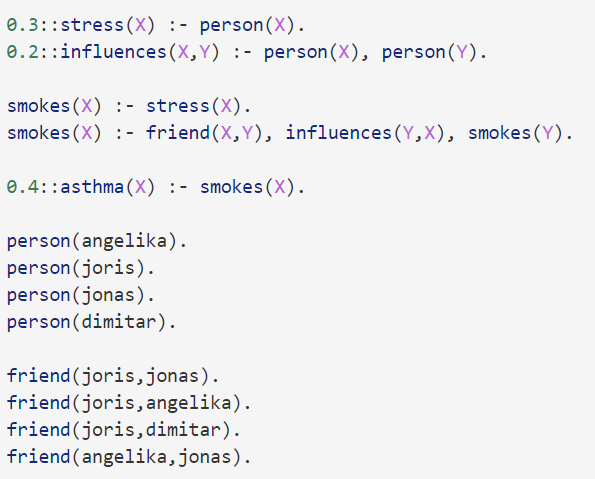 0.3::stress(X) :- person(X).
0.2::influences(X,Y) :- person(X), person(Y).
smokes(X) :- stress(X).
smokes(X) :- friend(X,Y), influences(Y,X), smokes(Y).
0.4::asthma(X) :- smokes(X).
person(angelika).
person(joris).
person(jonas).
person(dimitar).
friend(joris,jonas).
friend(joris,angelika).
friend(joris,dimitar).
friend(angelika,jonas).